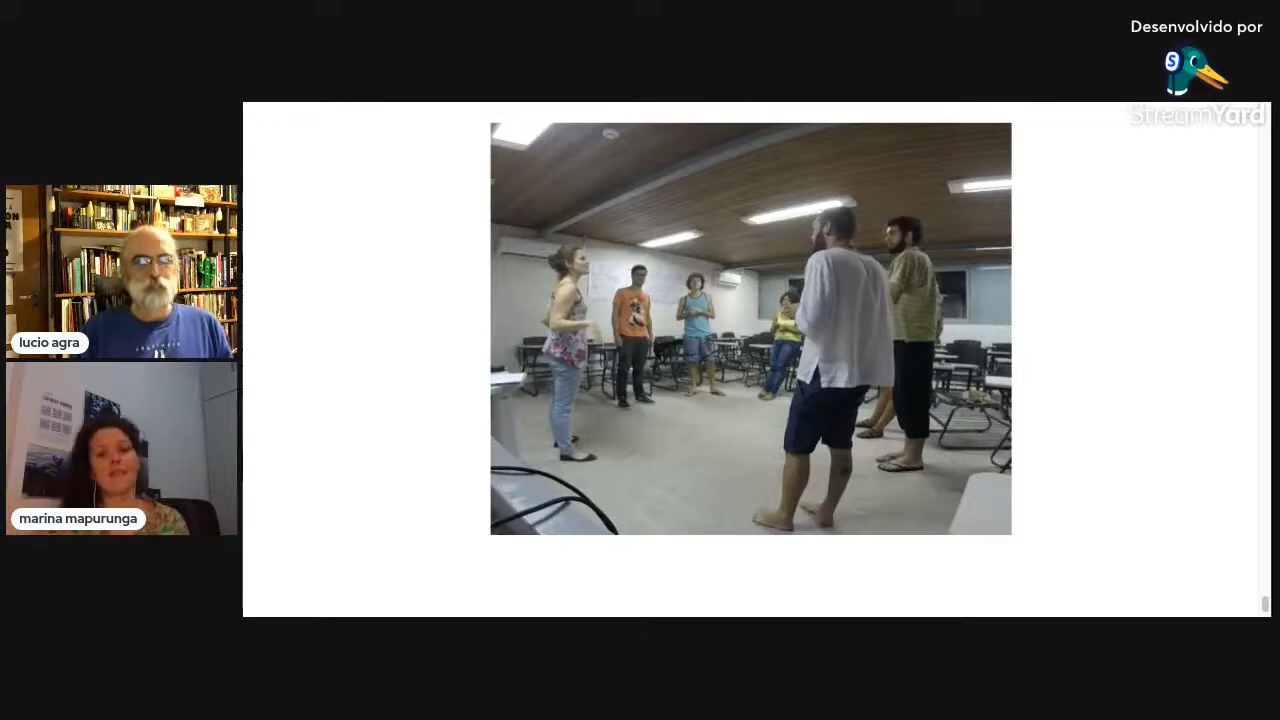 Desenvolvido por
S
StreamYard
lucio agra
marina mapurunga